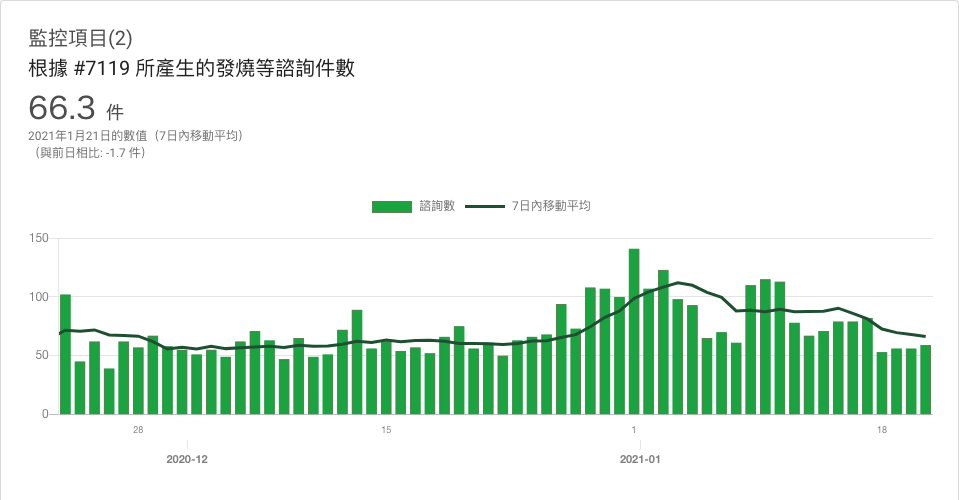 監控項目(2)
根據 #7119 所產生的發燒等諮詢件數
66.3 件
2021年1月21日的數值（7日內移動平均）
（與前日相比: -1.7 件）
諮詢數 7日內移動平均
150
100
50
0
28 15 1 18
2020-12 2021-01